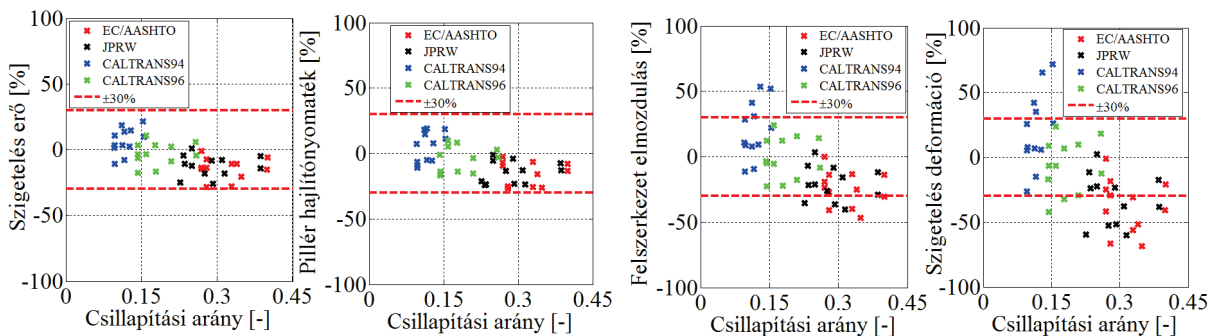 Szigetelés erő [%]
100
50
0
-50
-100
EC/AASHTO
JPRW
CALTRANS94
CALTRANS96
±30%
0
0.15
0.3
0.45
Csillapítási arány [-]
Pillér hajlítónyomaték [%]
100
50
0
-50
-100
EC/AASHTO
JPRW
CALTRANS94
CALTRANS96
±30%
0
0.15
0.3
0.45
Csillapítási arány [-]
Felszerkezet elmozdulás [%]
100
50
0
-50
-100
EC/AASHTO
JPRW
CALTRANS94
CALTRANS96
±30%
0
0.15
0.3
0.45
Csillapítási arány [-]
Szigetelés deformáció [%]
100
50
0
-50
-100
EC/AASHTO
JPRW
CALTRANS94
CALTRANS96
±30%
0
0.15
0.3
0.45
Csillapítási arány [-]